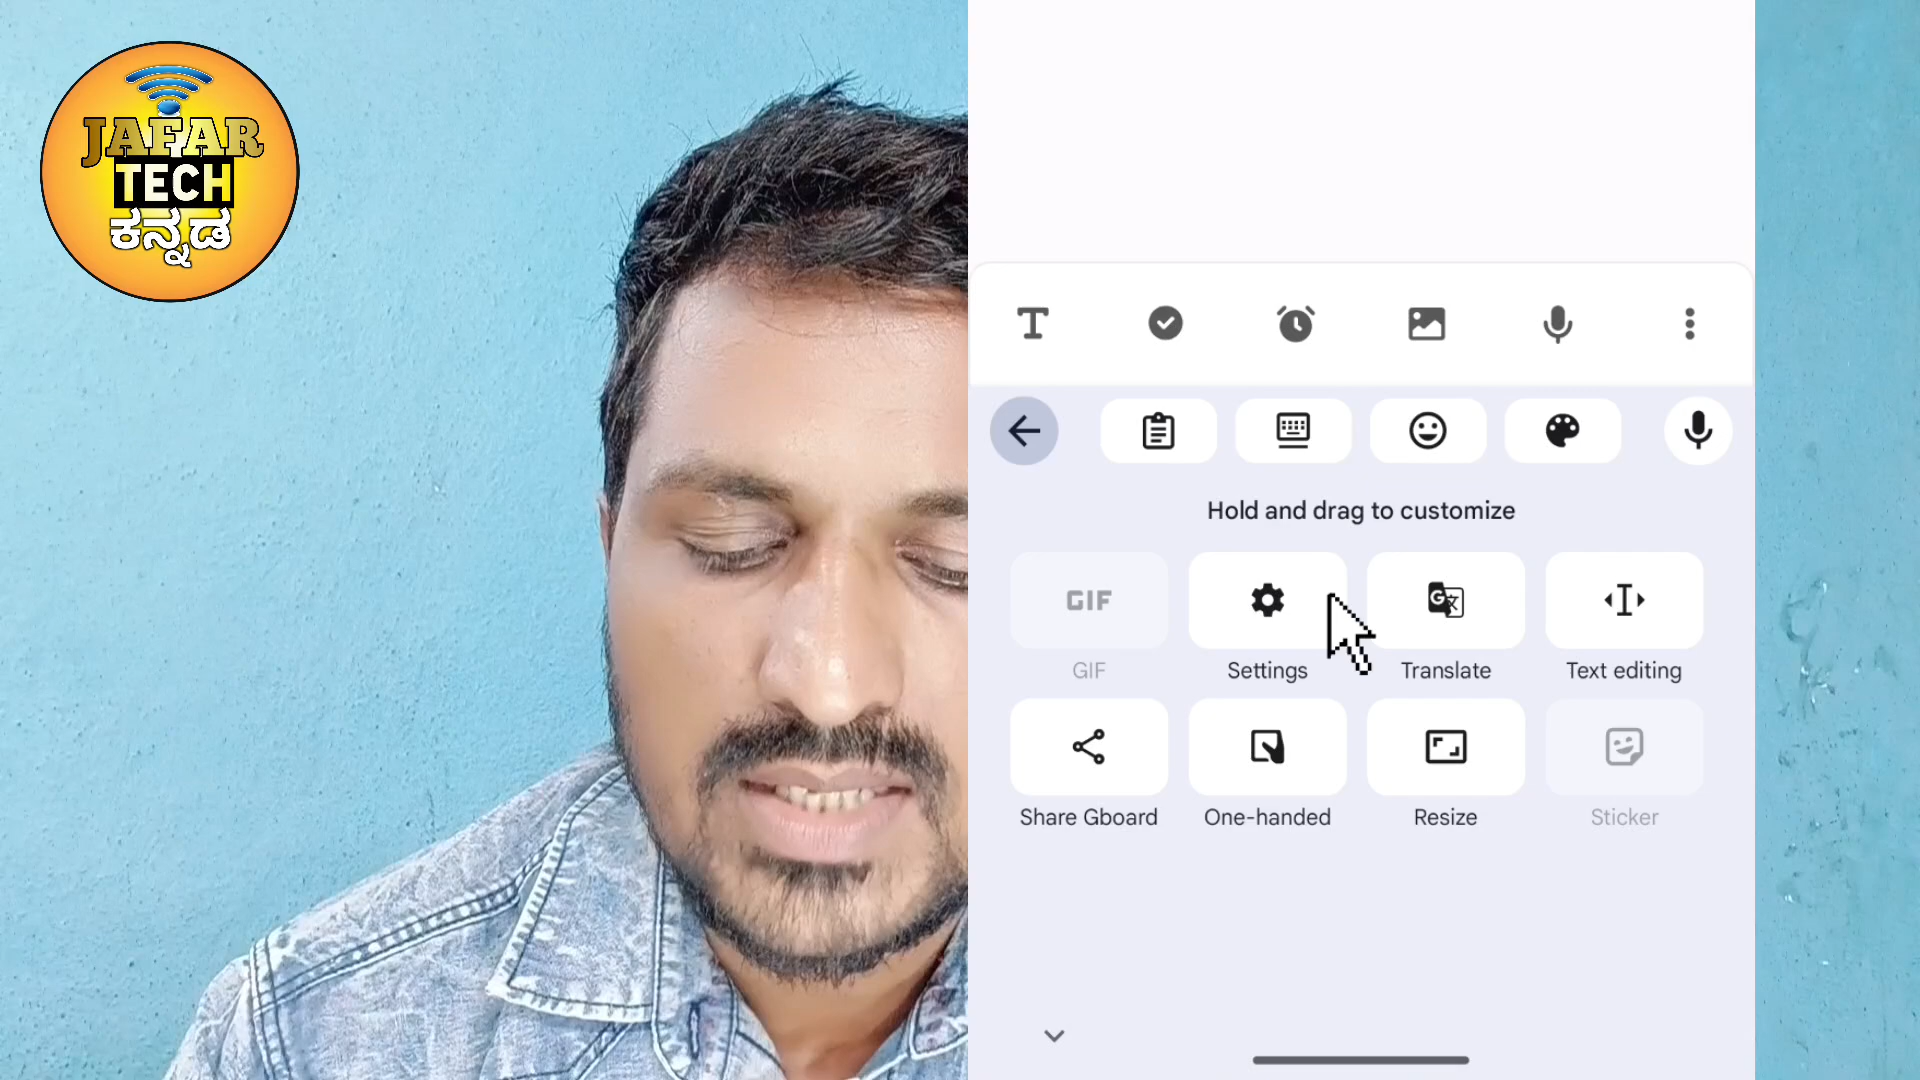 JAFAR
TECH
ಕನ್ನಡ
Hold and drag to customize
GIF
GIF
Settings
Translate
Text editing
Share Gboard
One-handed
Resize
Sticker